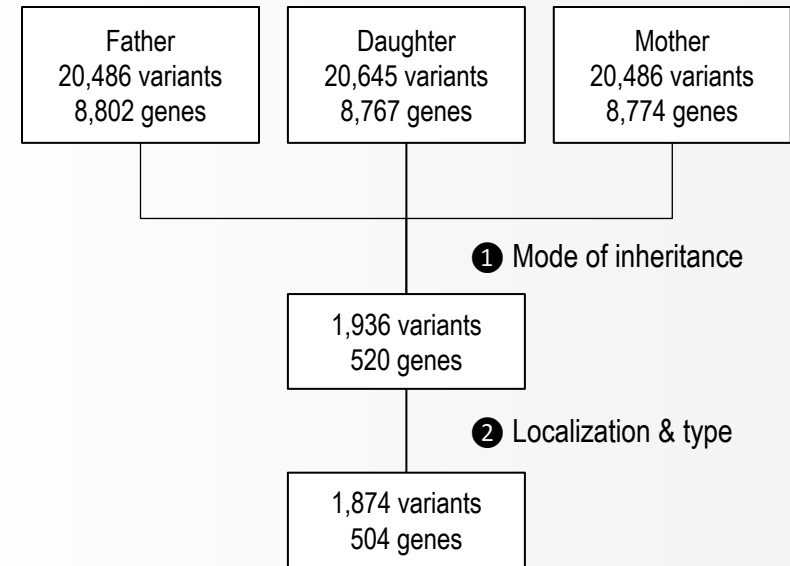 Father
20,486 variants
8,802 genes
Daughter
20,645 variants
8,767 genes
Mother
20,486 variants
8,774 genes
❶ Mode of inheritance
1,936 variants
520 genes
❷ Localization & type
1,874 variants
504 genes